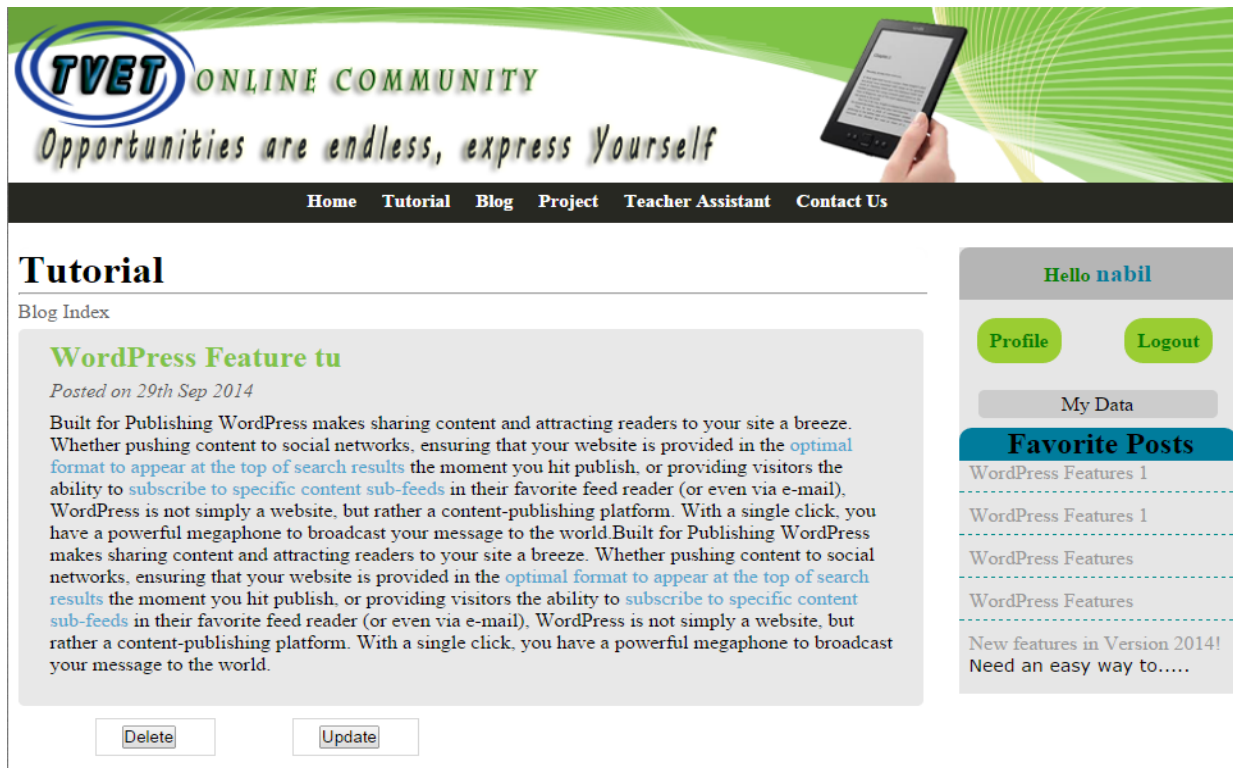 TVET ONLINE COMMUNITY
Opportunities are endless, express Yourself
Home Tutorial Blog Project Teacher Assistant Contact Us
Tutorial
Blog Index
WordPress Feature tu
Posted on 29th Sep 2014
Built for Publishing WordPress makes sharing content and attracting readers to your site a breeze.
Whether pushing content to social networks, ensuring that your website is provided in the optimal
format to appear at the top of search results the moment you hit publish, or providing visitors the
ability to subscribe to specific content sub-feeds in their favorite feed reader (or even via e-mail),
WordPress is not simply a website, but rather a content-publishing platform. With a single click, you
have a powerful megaphone to broadcast your message to the world.Built for Publishing WordPress
makes sharing content and attracting readers to your site a breeze. Whether pushing content to social
networks, ensuring that your website is provided in the optimal format to appear at the top of search
results the moment you hit publish, or providing visitors the ability to subscribe to specific content
sub-feeds in their favorite feed reader (or even via e-mail), WordPress is not simply a website, but
rather a content-publishing platform. With a single click, you have a powerful megaphone to broadcast
your message to the world.
Delete Update
Hello nabil
Profile Logout
My Data
Favorite Posts
WordPress Features 1
WordPress Features 1
WordPress Features
WordPress Features
New features in Version 2014!
Need an easy way to.....